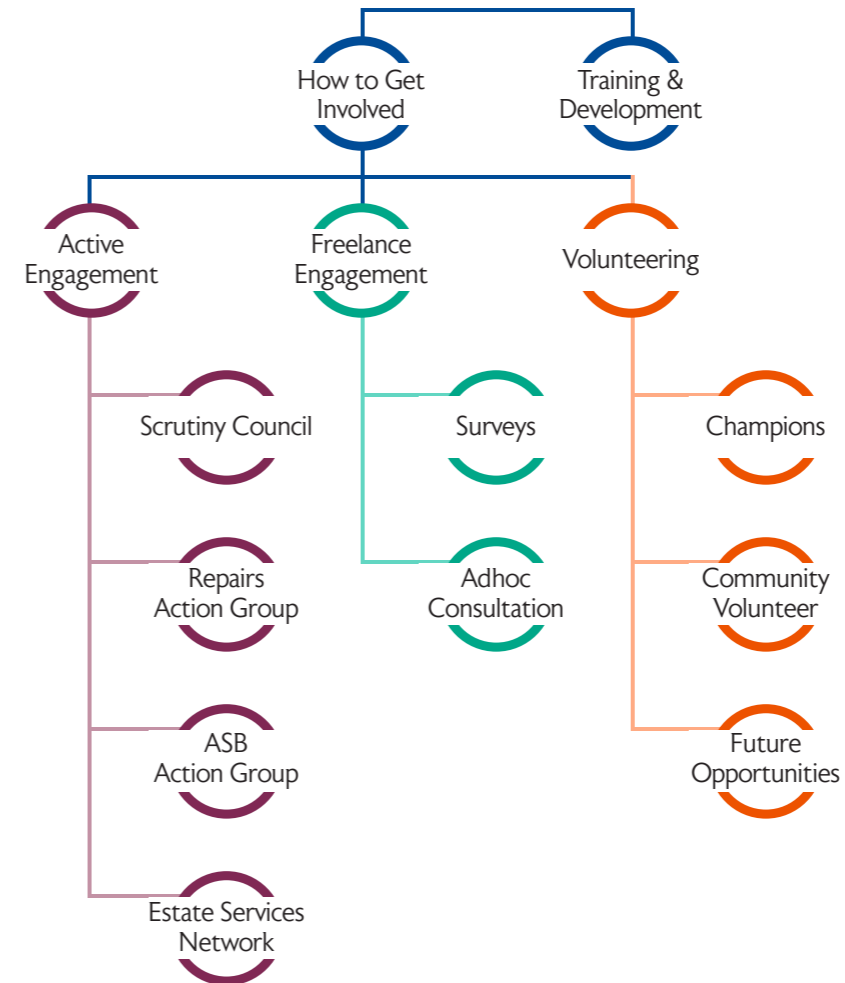 How to Get
Involved
Training &
Development
Active
Engagement
Freelance
Engagement
Volunteering
Scrutiny Council
Surveys
Champions
Repairs
Action Group
Adhoc
Consultation
Community
Volunteer
ASB
Action Group
Future
Opportunities
Estate Services
Network